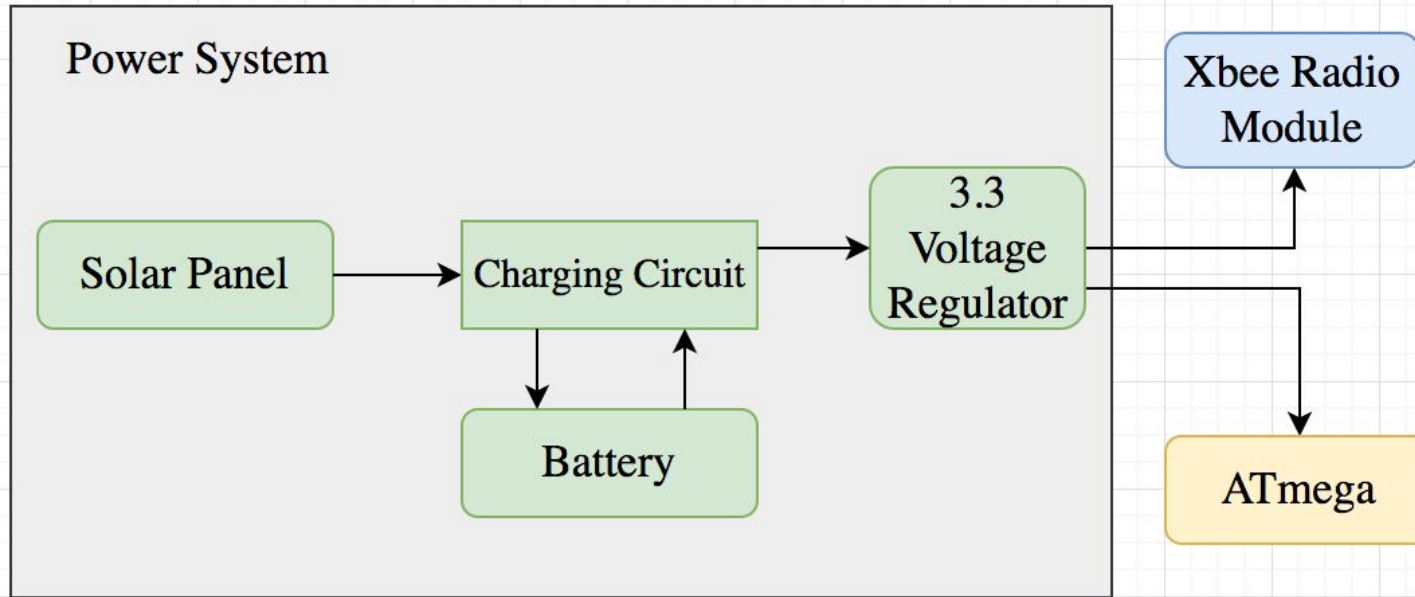 Power System
Xbee Radio
Module
3.3
Voltage
Regulator
Solar Panel
Charging Circuit
Battery
ATmega